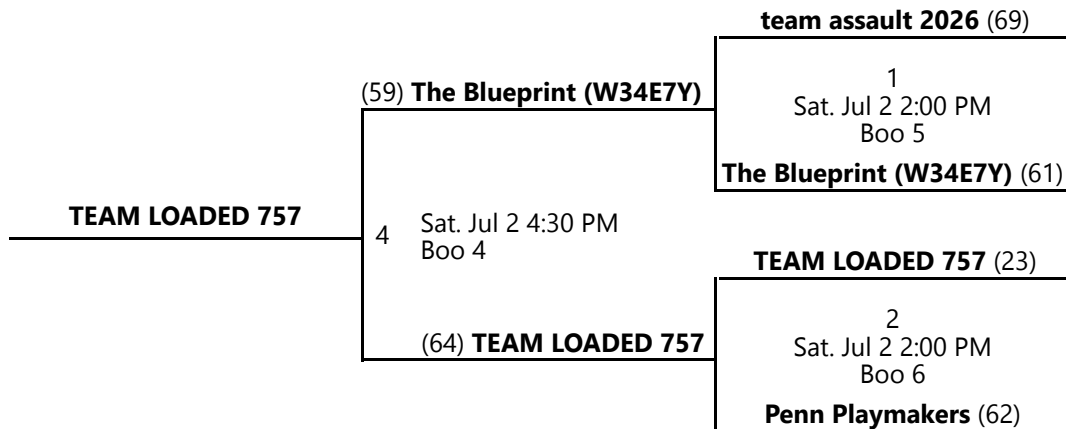 team assault 2026 (69)
1
Sat. Jul 2 2:00 PM
Boo 5
(59) The Blueprint (W34E7Y)
The Blueprint (W34E7Y) (61)
TEAM LOADED 757
4 Sat. Jul 2 4:30 PM
Boo 4
TEAM LOADED 757 (23)
2
Sat. Jul 2 2:00 PM
Boo 6
(64) TEAM LOADED 757
Penn Playmakers (62)